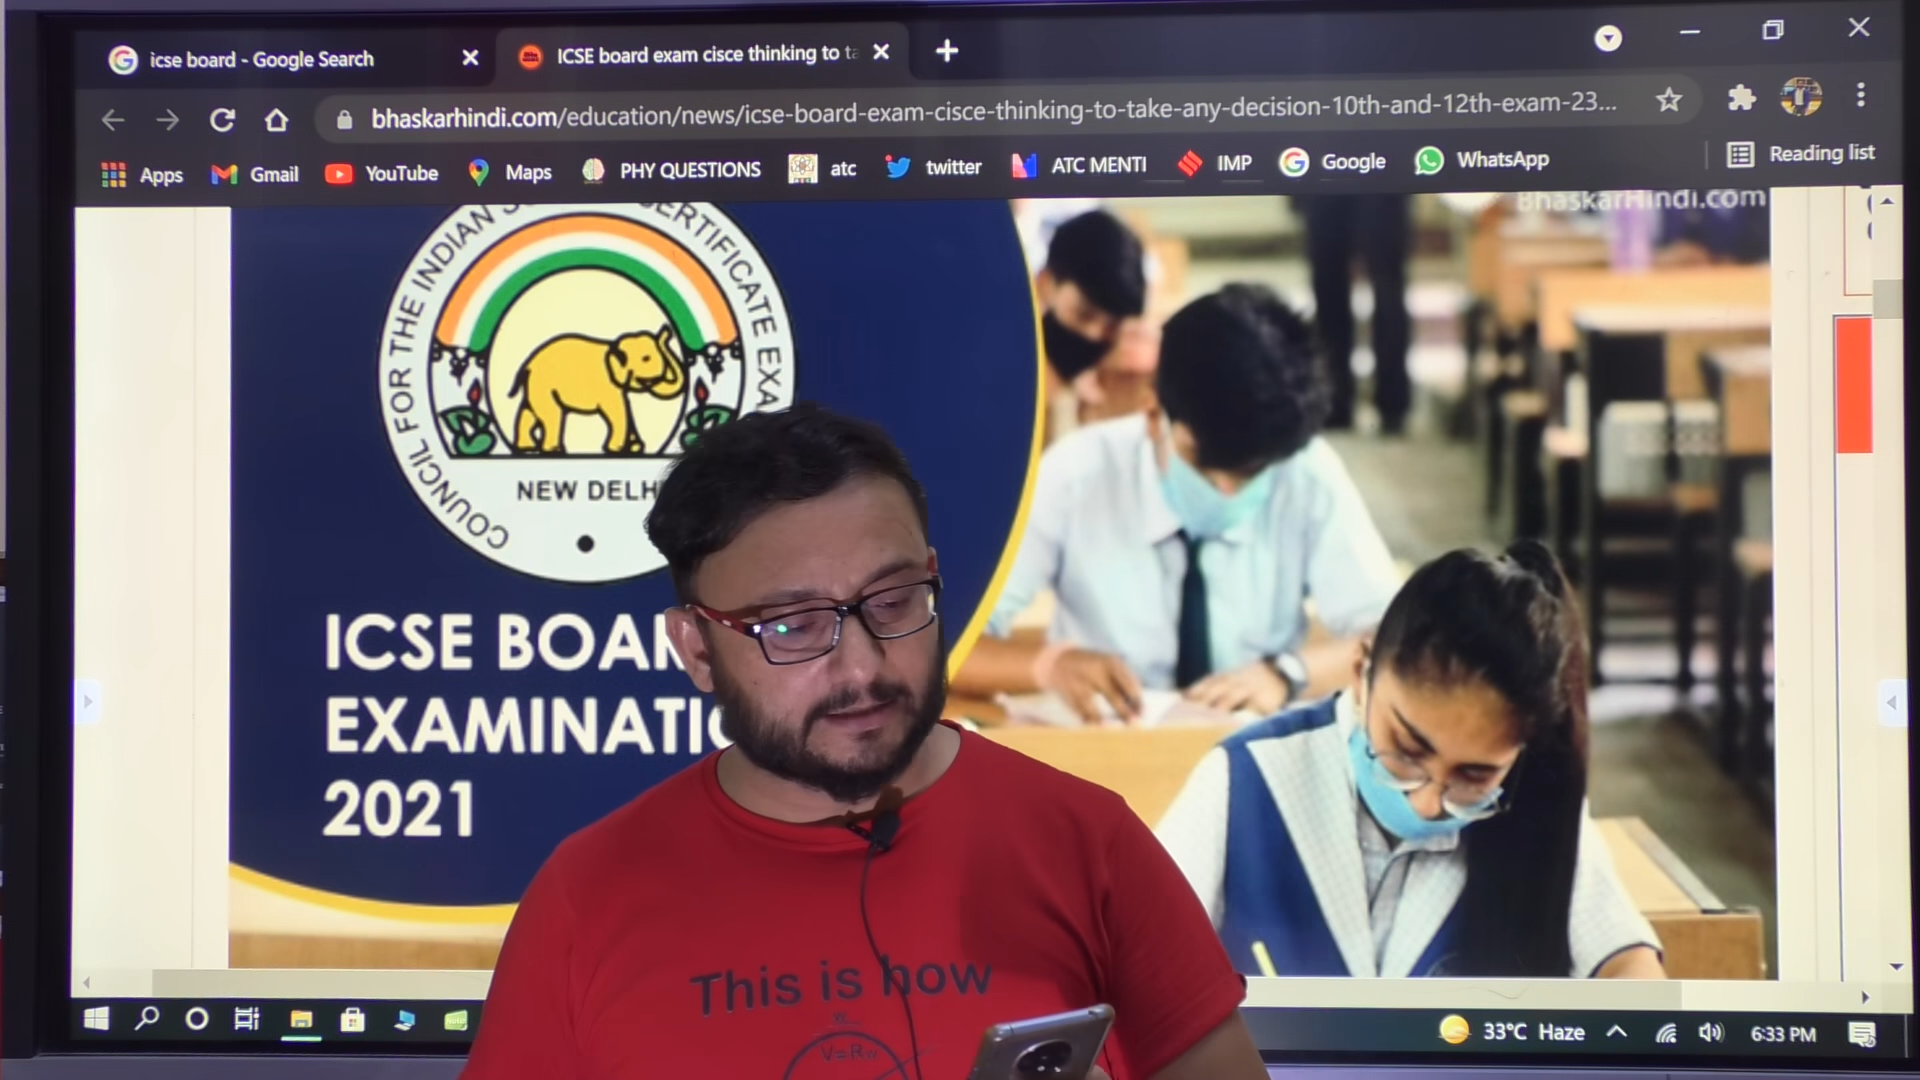 icse board - Google Search
ICSE board exam cisce thinking to ta
bhaskarhindi.com/education/news/icse-board-exam-cisce-thinking-to-take-any-decision-10th-and-12th-exam-23...
Apps Gmail YouTube Maps PHY QUESTIONS atc twitter ATC MENTI IMP Google WhatsApp Reading list
BhaskarHindi.com
COUNCIL FOR THE INDIAN CERTIFICATE EXA
NEW DELH
ICSE BOAR
EXAMINATIO
2021
This is how
V=Rw
33°C Haze 6:33 PM